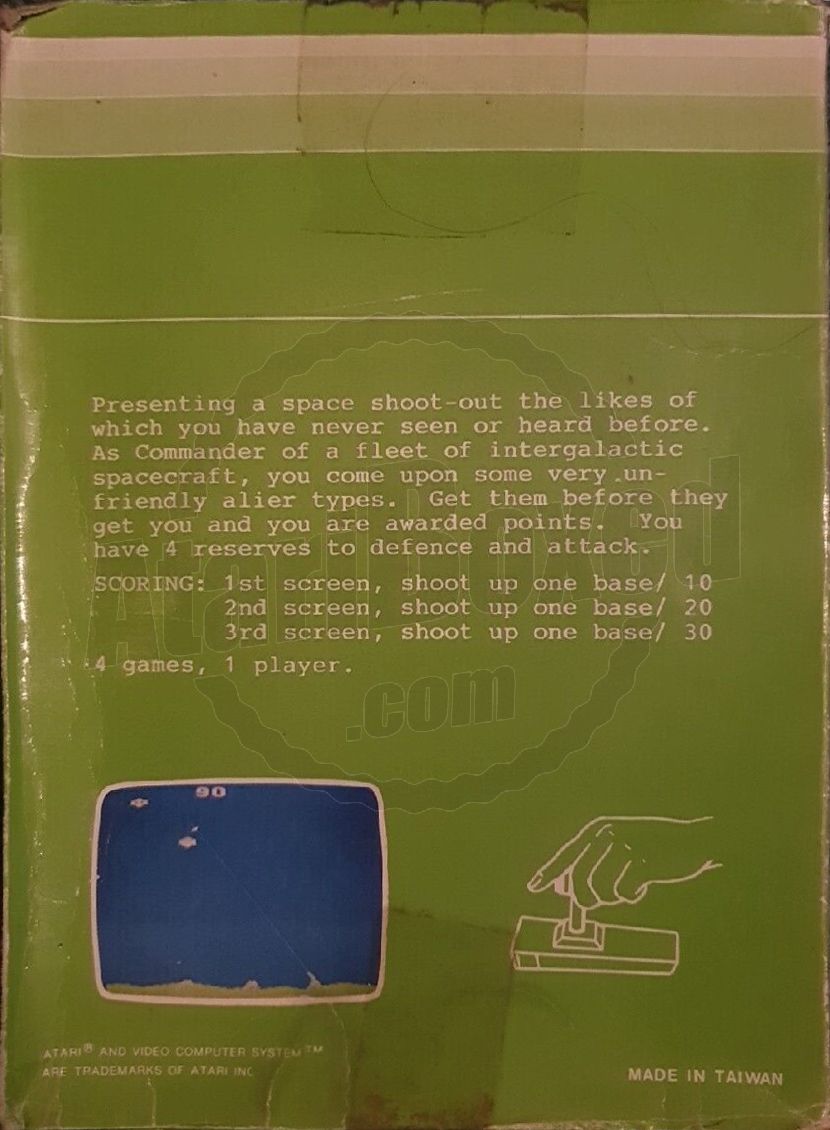 Presenting a space shoot-out the likes of
which you have never seen or heard before.
As Commander of a fleet of intergalactic
spacecraft, you come upon some very un-
friendly alier types. Get them before they
get you and you are awarded points. You
have 4 reserves to defence and attack.
SCORING: 1st screen, shoot up one base/ 10
2nd screen, shoot up one base/ 20
3rd screen, shoot up one base/ 30
4 games, 1 player.
AtariBoxed
.com
90
ATARI® AND VIDEO COMPUTER SYSTEM™
ARE TRADEMARKS OF ATARI INC
MADE IN TAIWAN